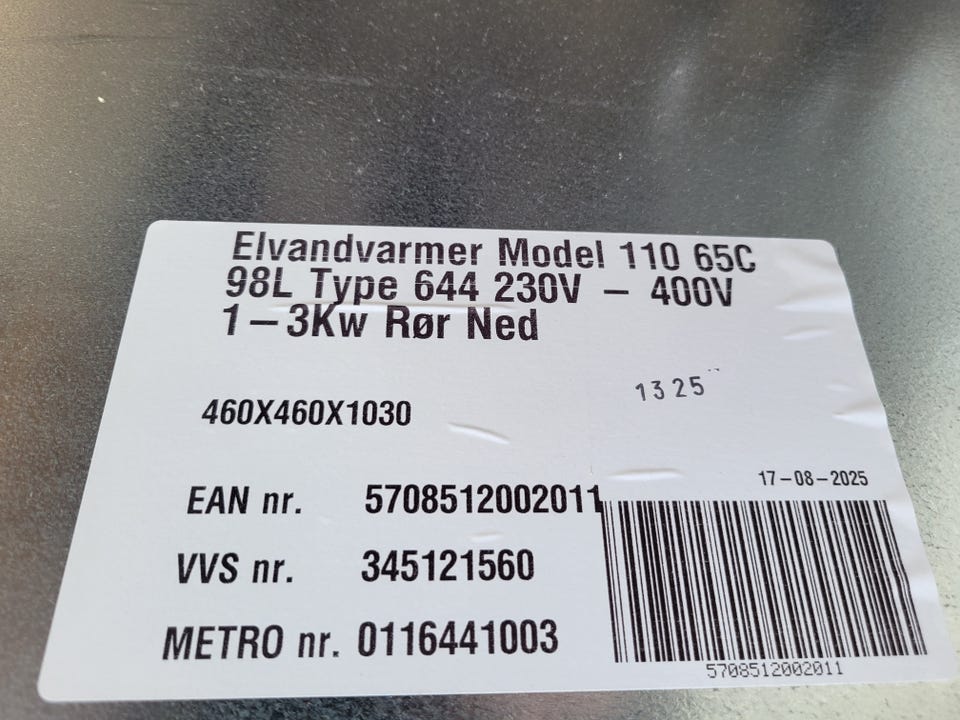 Elvandvarmer Model 110 65C
98L Type 644 230V – 400V
1–3Kw Rør Ned
1325
460X460X1030
17-08-2025
EAN nr. 5708512002011
VVS nr. 345121560
METRO nr. 0116441003
5708512002011